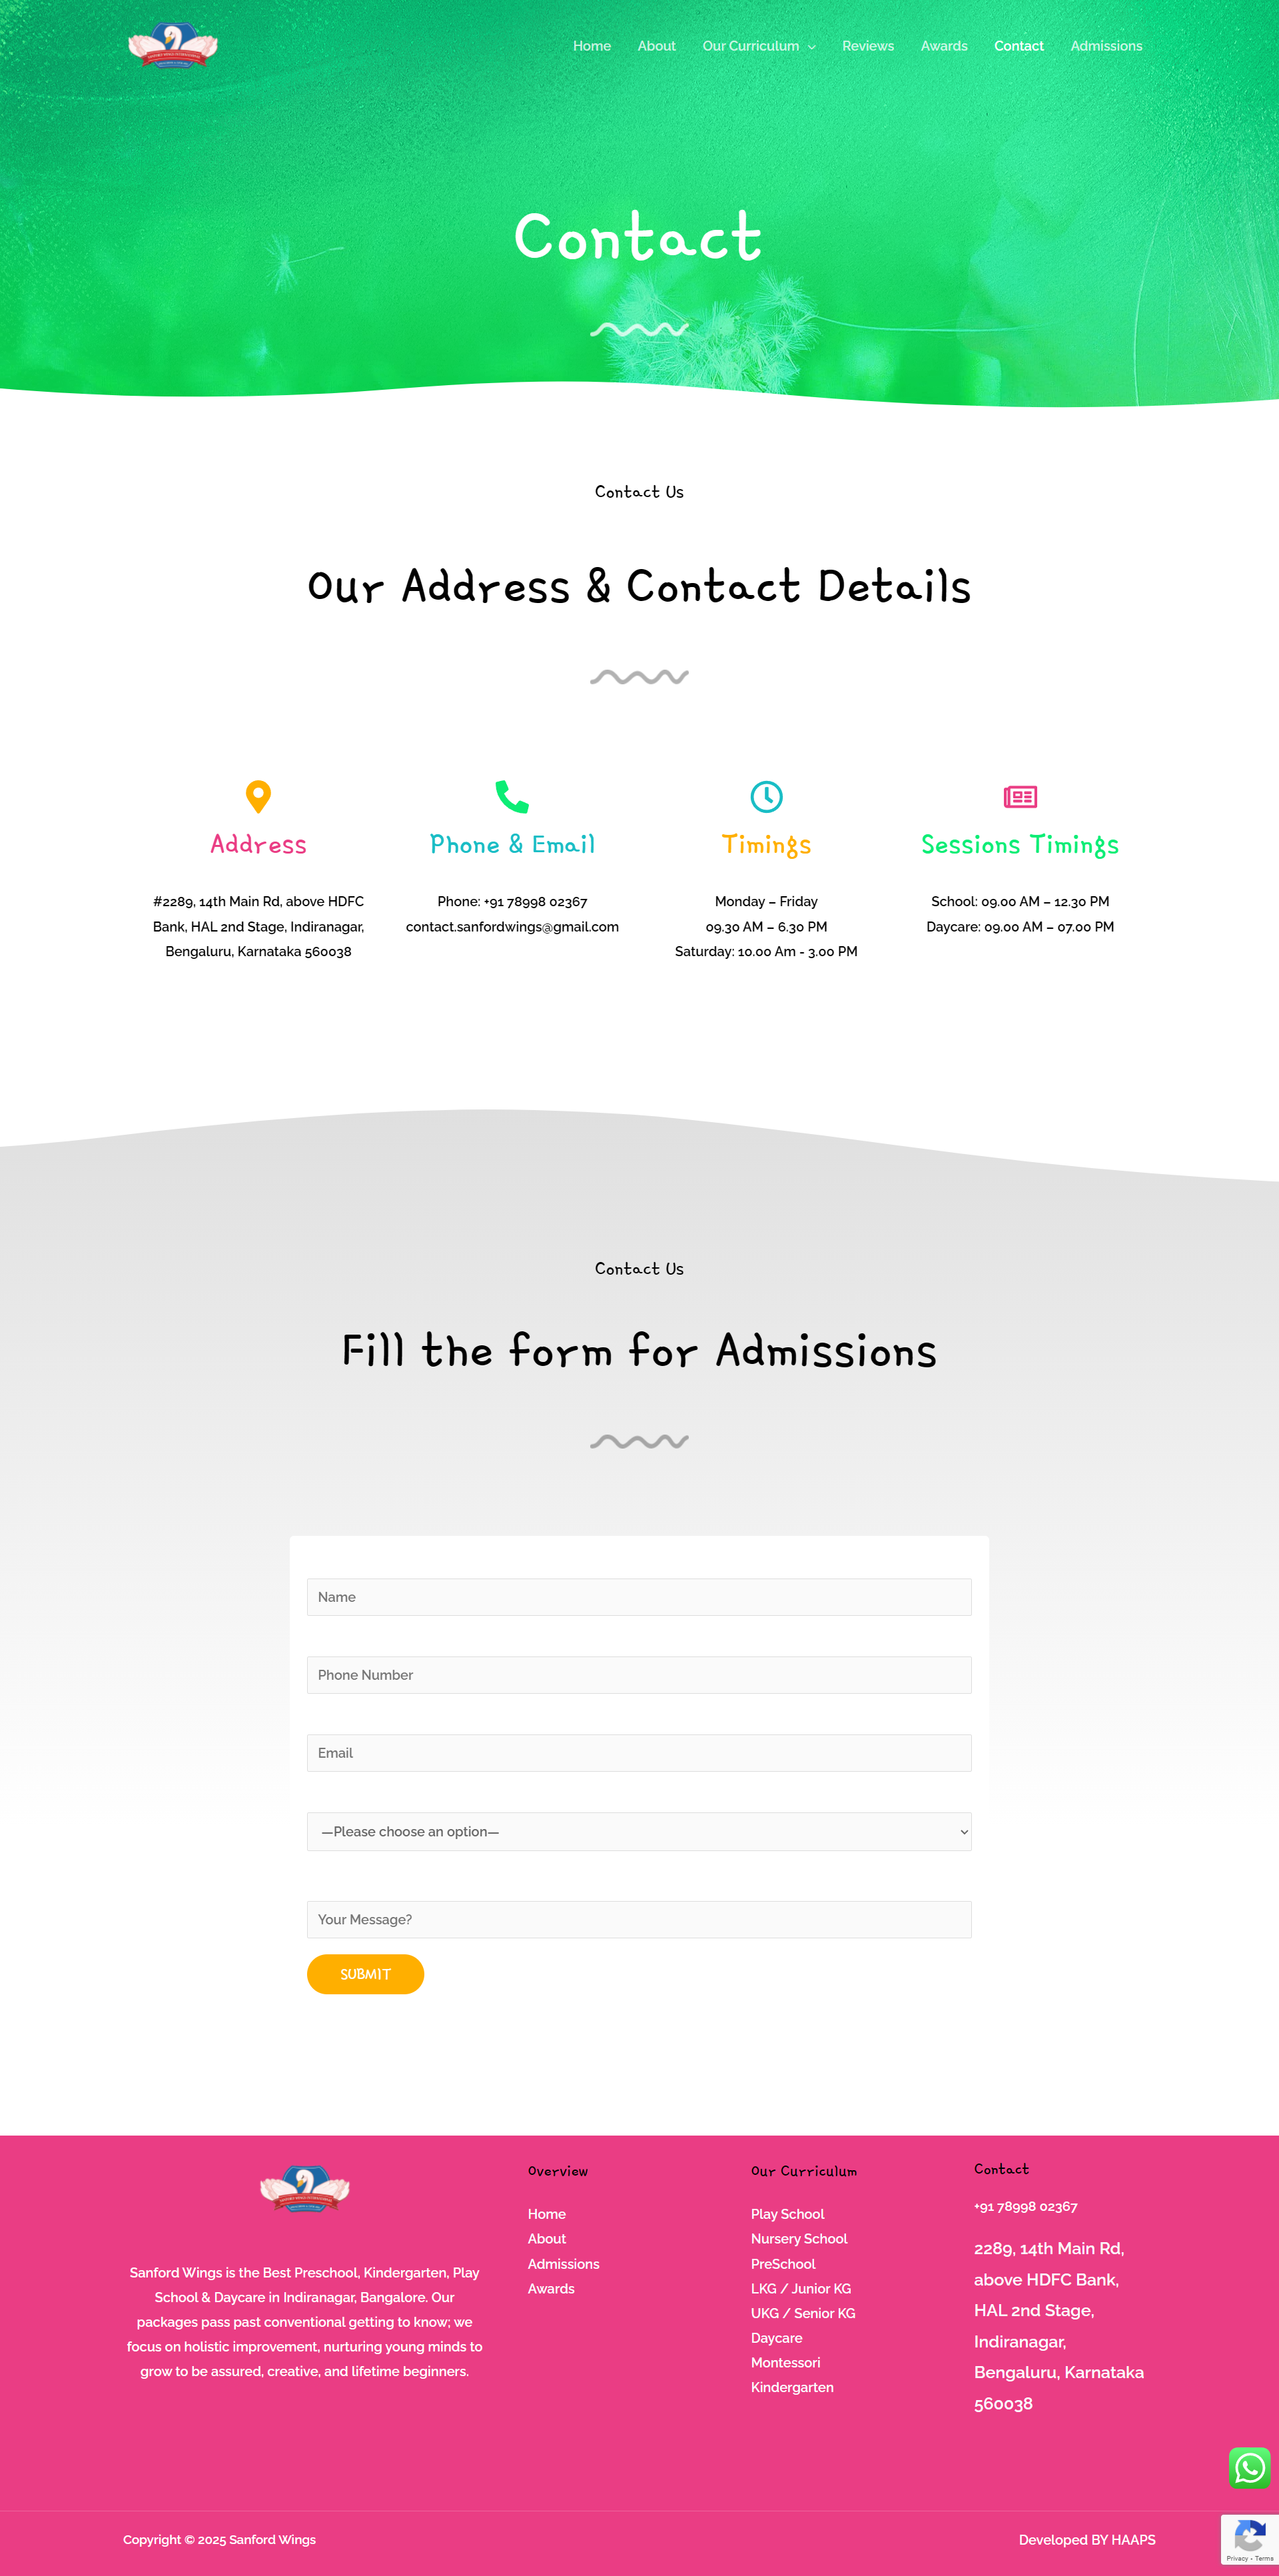 Home About Our Curriculum Reviews Awards Contact Admissions
Contact
Contact Us
Our Address & Contact Details
Address
#2289, 14th Main Rd, above HDFC
Bank, HAL 2nd Stage, Indiranagar,
Bengaluru, Karnataka 560038
Phone & Email
Phone: +91 78998 02367
contact.sanfordwings@gmail.com
Timings
Monday – Friday
09.30 AM – 6.30 PM
Saturday: 10.00 Am - 3.00 PM
Sessions Timings
School: 09.00 AM – 12.30 PM
Daycare: 09.00 AM – 07.00 PM
Contact Us
Fill the form for Admissions
Name
Phone Number
Email
—Please choose an option—
Your Message?
SUBMIT
Sanford Wings is the Best Preschool, Kindergarten, Play
School & Daycare in Indiranagar, Bangalore. Our
packages pass past conventional getting to know; we
focus on holistic improvement, nurturing young minds to
grow to be assured, creative, and lifetime beginners.
Overview
Home
About
Admissions
Awards
Our Curriculum
Play School
Nursery School
PreSchool
LKG / Junior KG
UKG / Senior KG
Daycare
Montessori
Kindergarten
Contact
+91 78998 02367
2289, 14th Main Rd,
above HDFC Bank,
HAL 2nd Stage,
Indiranagar,
Bengaluru, Karnataka
560038
Copyright © 2025 Sanford Wings
Developed BY HAAPS
Privacy - Terms